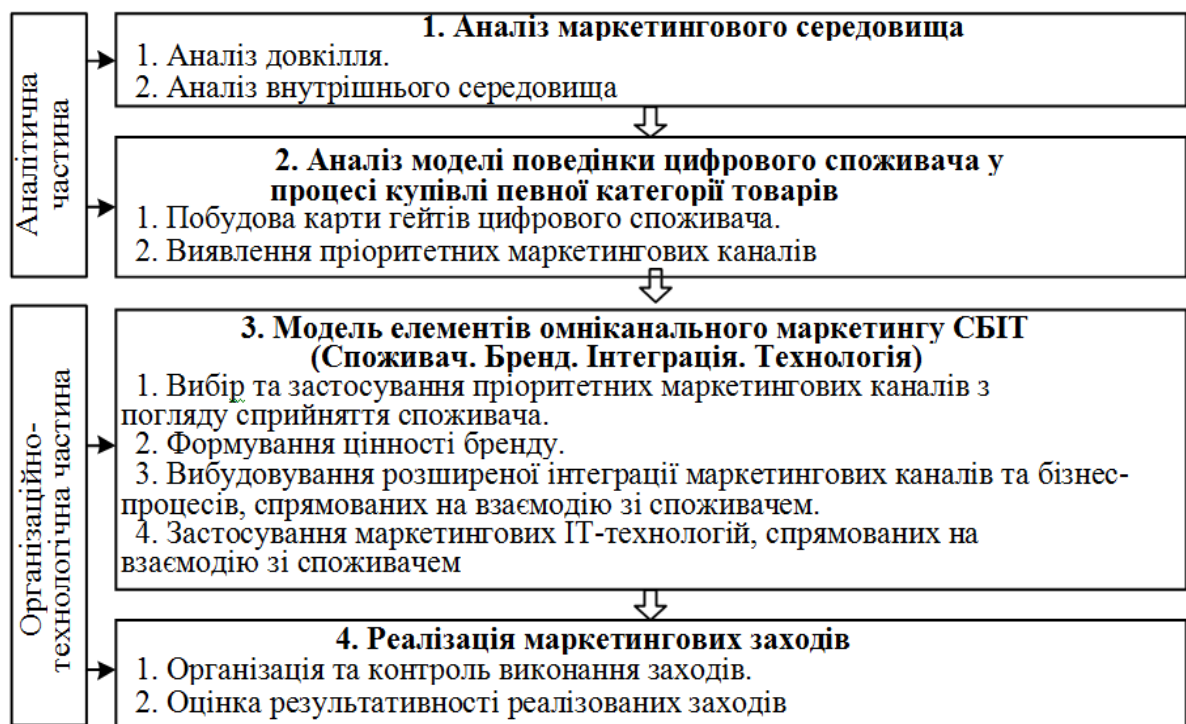 Аналітична
частина
1. Аналіз маркетингового середовища
1. Аналіз довкілля.
2. Аналіз внутрішнього середовища
2. Аналіз моделі поведінки цифрового споживача у
процесі купівлі певної категорії товарів
1. Побудова карти гейтів цифрового споживача.
2. Виявлення пріоритетних маркетингових каналів
Організаційно-
технологічна частина
3. Модель елементів омніканального маркетингу СБІТ
(Споживач. Бренд. Інтеграція. Технологія)
1. Вибір та застосування пріоритетних маркетингових каналів з
погляду сприйняття споживача.
2. Формування цінності бренду.
3. Вибудовування розширеної інтеграції маркетингових каналів та бізнес-
процесів, спрямованих на взаємодію зі споживачем.
4. Застосування маркетингових ІТ-технологій, спрямованих на
взаємодію зі споживачем
4. Реалізація маркетингових заходів
1. Організація та контроль виконання заходів.
2. Оцінка результативності реалізованих заходів